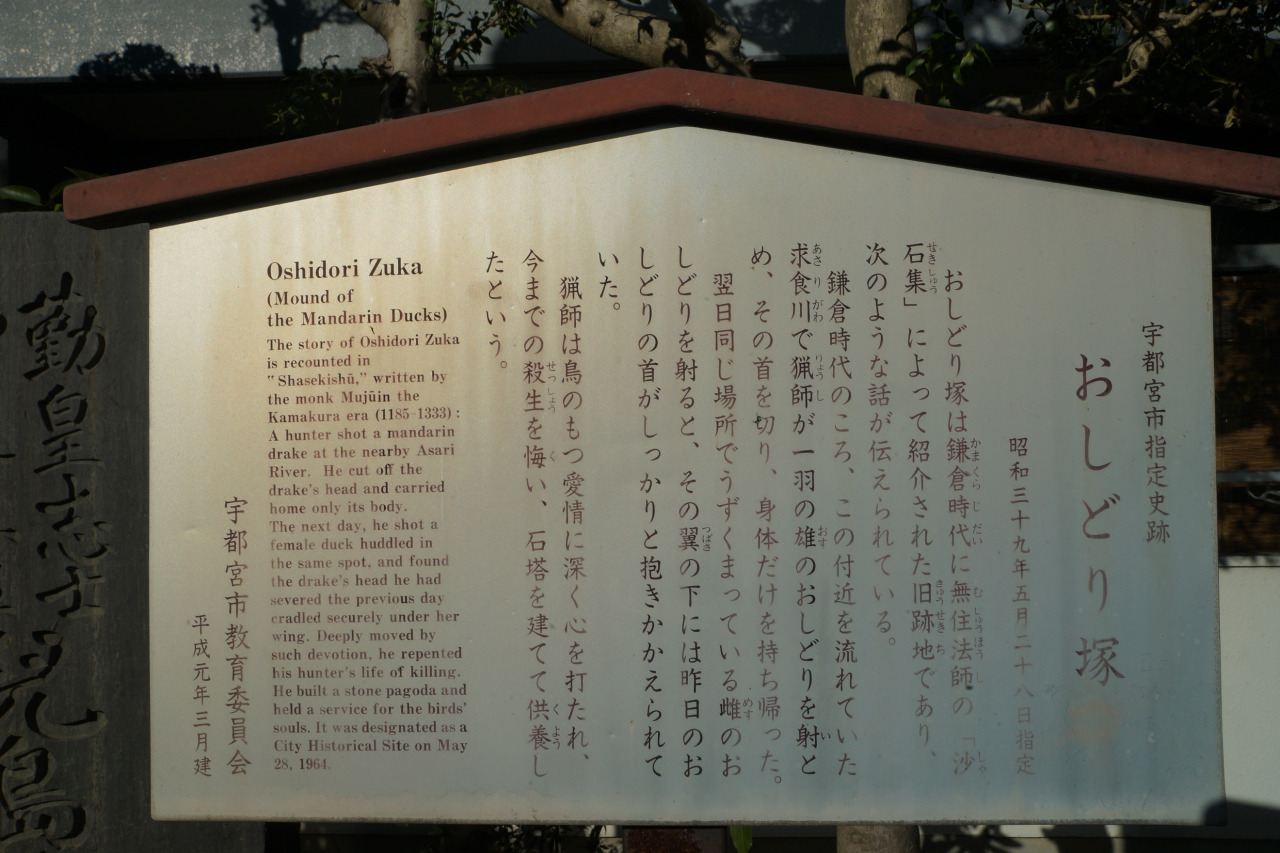 宇都宮市指定史跡
おしどり塚
昭和三十九年五月二十八日指定
おしどり塚は鎌倉時代に無住法師の「沙
石集」によって紹介された旧跡地であり、
次のような話が伝えられている。
鎌倉時代のころ、この付近を流れていた
求食川で猟師が一羽の雄のおしどりを射と
め、その首を切り、身体だけを持ち帰った。
翌日同じ場所でうずくまっている雌のお
しどりを射ると、その翼の下には昨日のお
しどりの首がしっかりと抱きかかえられて
いた。
猟師は鳥のもつ愛情に深く心を打たれ、
今までの殺生を悔い、石塔を建てて供養し
たという。
Oshidori Zuka
(Mound of
the Mandarin Ducks)
The story of Oshidori Zuka
is recounted in
"Shasekishū," written by
the monk Mujūin the
Kamakura era (1185-1333) :
A hunter shot a mandarin
drake at the nearby Asari
River. He cut off the
drake's head and carried
home only its body.
The next day, he shot a
female duck huddled in
the same spot, and found
the drake's head he had
severed the previous day
cradled securely under her
wing. Deeply moved by
such devotion, he repented
his hunter's life of killing.
He built a stone pagoda and
held a service for the birds'
souls. It was designated as a
City Historical Site on May
28, 1964.
宇都宮市教育委員会
平成元年三月建
勤皇志士児島